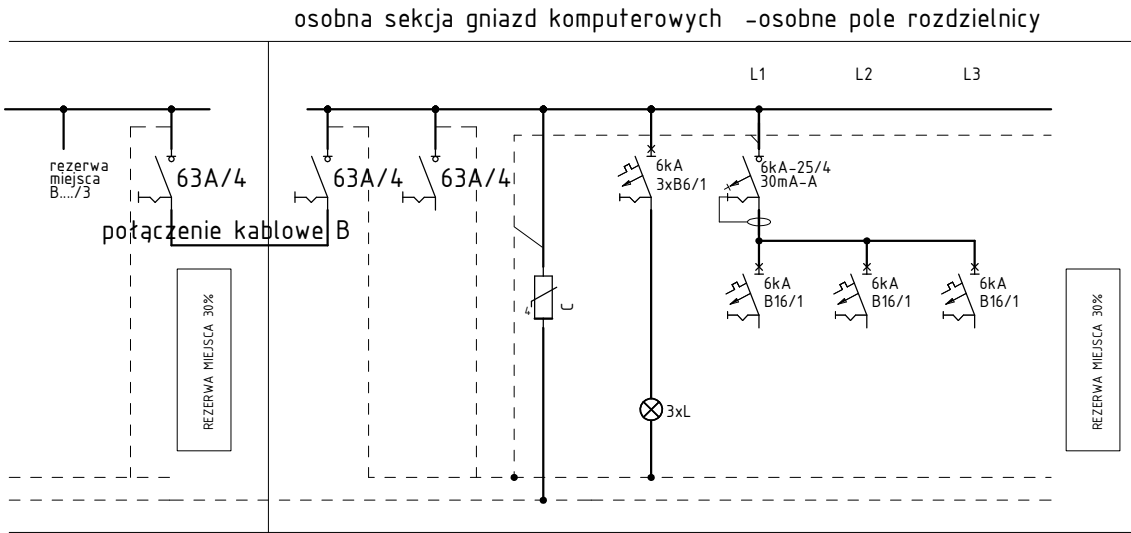 osobna sekcja gniazd komputerowych -osobne pole rozdzielnicy
L1
L2
L3
rezerwa
miejsca
B..../3
63A/4
63A/4
63A/4
6kA
3xB6/1
6kA-25/4
30mA-A
połączenie kablowe B
6kA
B16/1
6kA
B16/1
6kA
B16/1
4
C
3xL
REZERWA MIEJSCA 30%
REZERWA MIEJSCA 30%